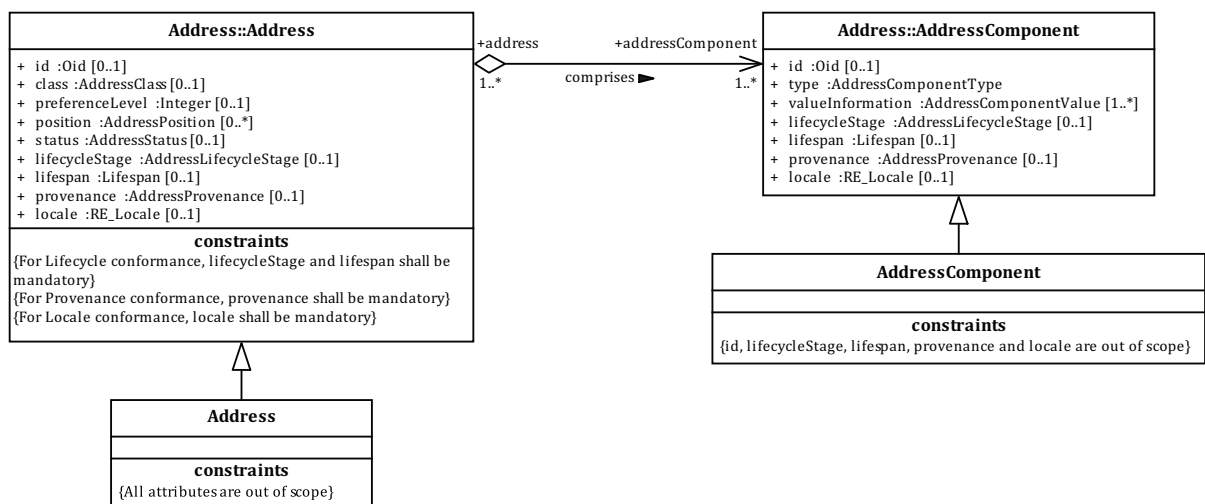 Address::Address
+ id :Oid [0..1]
+ class :AddressClass[0..1]
+ preferenceLevel :Integer [0..1]
+ position :AddressPosition [0..*]
+ status :AddressStatus [0..1]
+ lifecycleStage :AddressLifecycleStage [0..1]
+ lifespan :Lifespan [0..1]
+ provenance :AddressProvenance [0..1]
+ locale :RE_Locale [0..1]
constraints
{For Lifecycle conformance, lifecycleStage and lifespan shall be
mandatory}
{For Provenance conformance, provenance shall be mandatory}
{For Locale conformance, locale shall be mandatory}
+address
1..*
comprises
+addressComponent
1..*
Address::AddressComponent
+ id :Oid [0..1]
+ type :AddressComponentType
+ valueInformation :AddressComponentValue [1..*]
+ lifecycleStage :AddressLifecycleStage [0..1]
+ lifespan :Lifespan [0..1]
+ provenance :AddressProvenance [0..1]
+ locale :RE_Locale [0..1]
AddressComponent
constraints
{id, lifecycleStage, lifespan, provenance and locale are out of scope}
Address
constraints
{All attributes are out of scope}